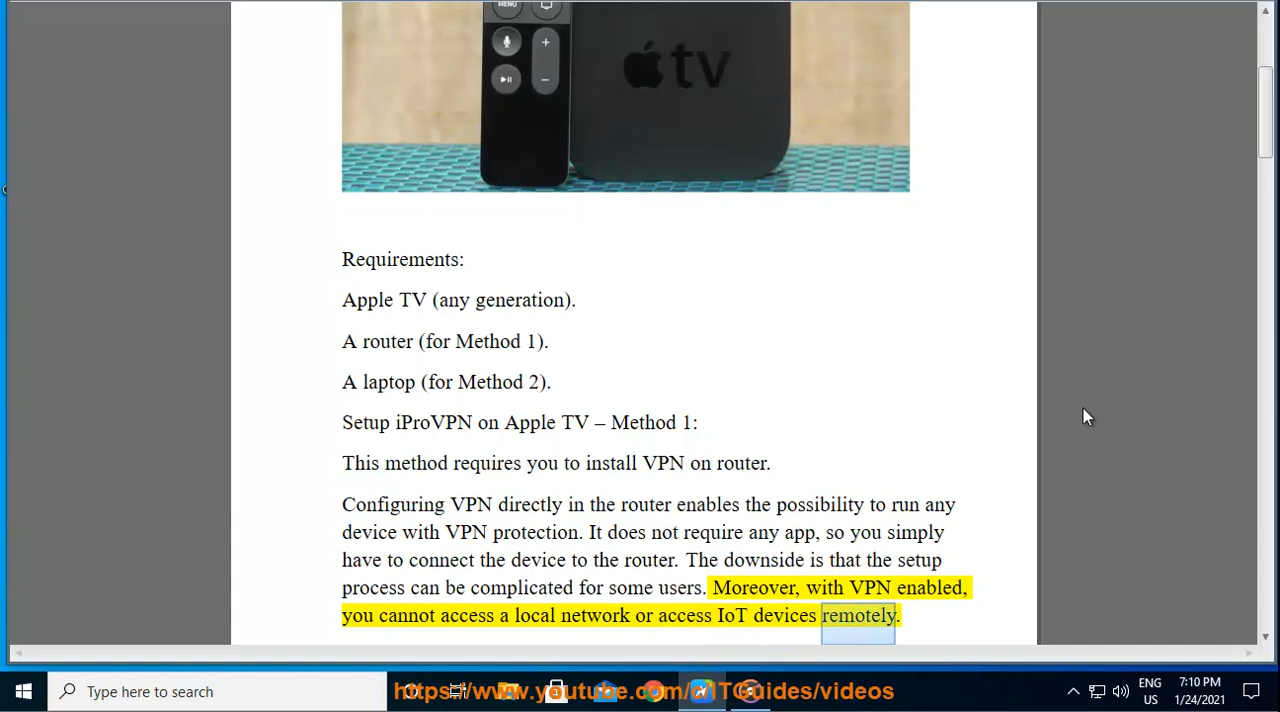 MENU
tv
Requirements:
Apple TV (any generation).
A router (for Method 1).
A laptop (for Method 2).
Setup iProVPN on Apple TV – Method 1:
This method requires you to install VPN on router.
Configuring VPN directly in the router enables the possibility to run any
device with VPN protection. It does not require any app, so you simply
have to connect the device to the router. The downside is that the setup
process can be complicated for some users. Moreover, with VPN enabled,
you cannot access a local network or access IoT devices remotely.
Type here to search
ENG
US
7:10 PM
1/24/2021